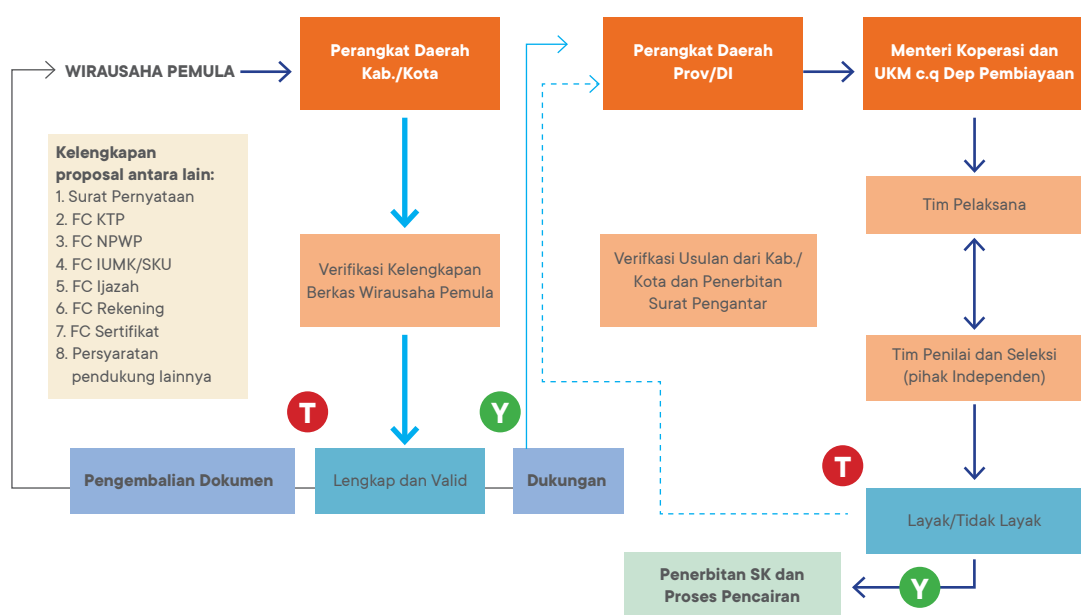 WIRAUSAHA PEMULA
Perangkat Daerah
Kab./Kota
Perangkat Daerah
Prov/DI
Menteri Koperasi dan
UKM c.q Dep Pembiayaan
Kelengkapan
proposal antara lain:
1. Surat Pernyataan
2. FC KTP
3. FC NPWP
4. FC IUMK/SKU
5. FC Ijazah
6. FC Rekening
7. FC Sertifikat
8. Persyaratan
pendukung lainnya
Verifikasi Kelengkapan
Berkas Wirausaha Pemula
Verifkasi Usulan dari Kab./
Kota dan Penerbitan
Surat Pengantar
Tim Pelaksana
Tim Penilai dan Seleksi
(pihak Independen)
T
Y
Pengembalian Dokumen
Lengkap dan Valid
Dukungan
T
Layak/Tidak Layak
Penerbitan SK dan
Proses Pencairan
Y